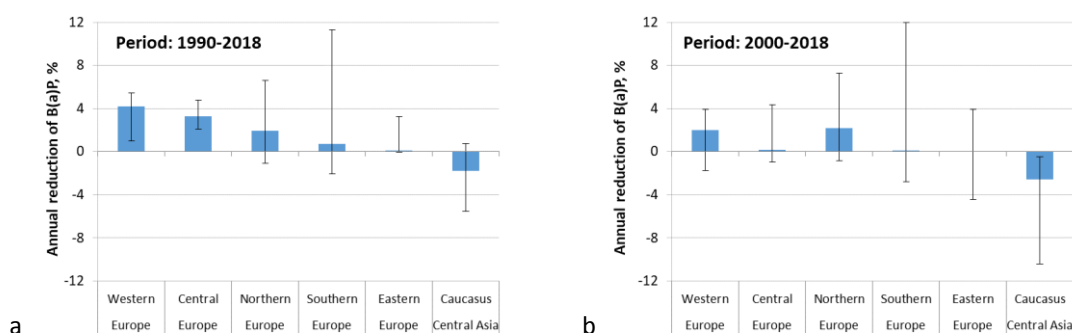 Annual reduction of B(a)P, %
12
8
4
0
-4
-8
-12
Period: 1990-2018
Western Europe
Central Europe
Northern Europe
Southern Europe
Eastern Europe
Caucasus Central Asia
a
Annual reduction of B(a)P, %
12
8
4
0
-4
-8
-12
Period: 2000-2018
Western Europe
Central Europe
Northern Europe
Southern Europe
Eastern Europe
Caucasus Central Asia
b